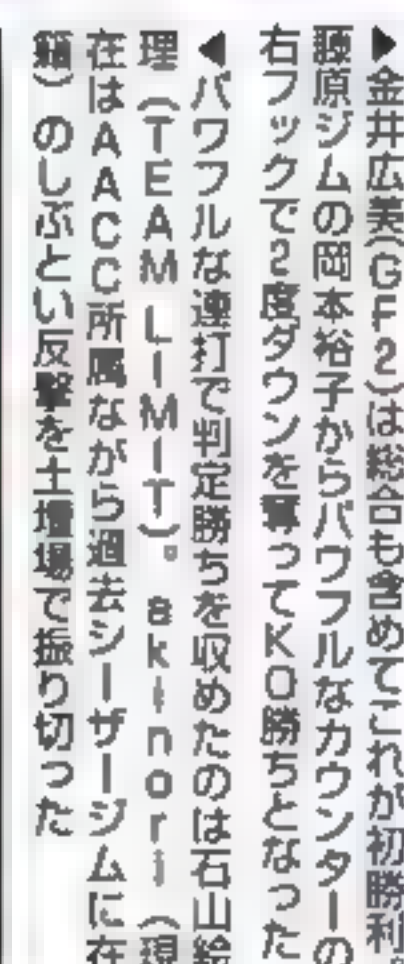 ▶金井広美(GF2)は総合も含めてこれが初勝利。
藤原ジムの岡本裕子からパワフルなカウンターの
右フックで2度ダウンを奪ってKO勝ちとなった
◀パワフルな連打で判定勝ちを収めたのは石山絵
理(TEAM LIMIT)。akinori(現
在はAACC所属ながら過去シーザージムに在
籍)のしぶとい反撃を土壇場で振り切った